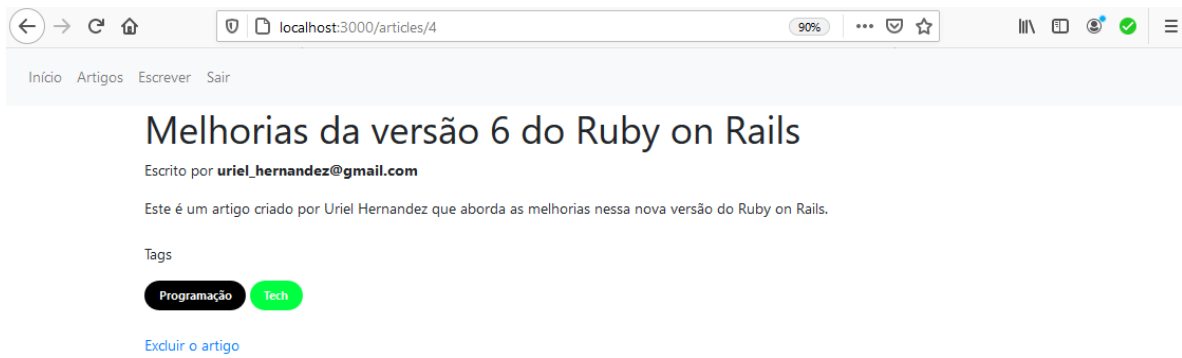 localhost:3000/articles/4 90%
Início Artigos Escrever Sair
Melhorias da versão 6 do Ruby on Rails
Escrito por uriel_hernandez@gmail.com
Este é um artigo criado por Uriel Hernandez que aborda as melhorias nessa nova versão do Ruby on Rails.
Tags
Programação Tech
Excluir o artigo